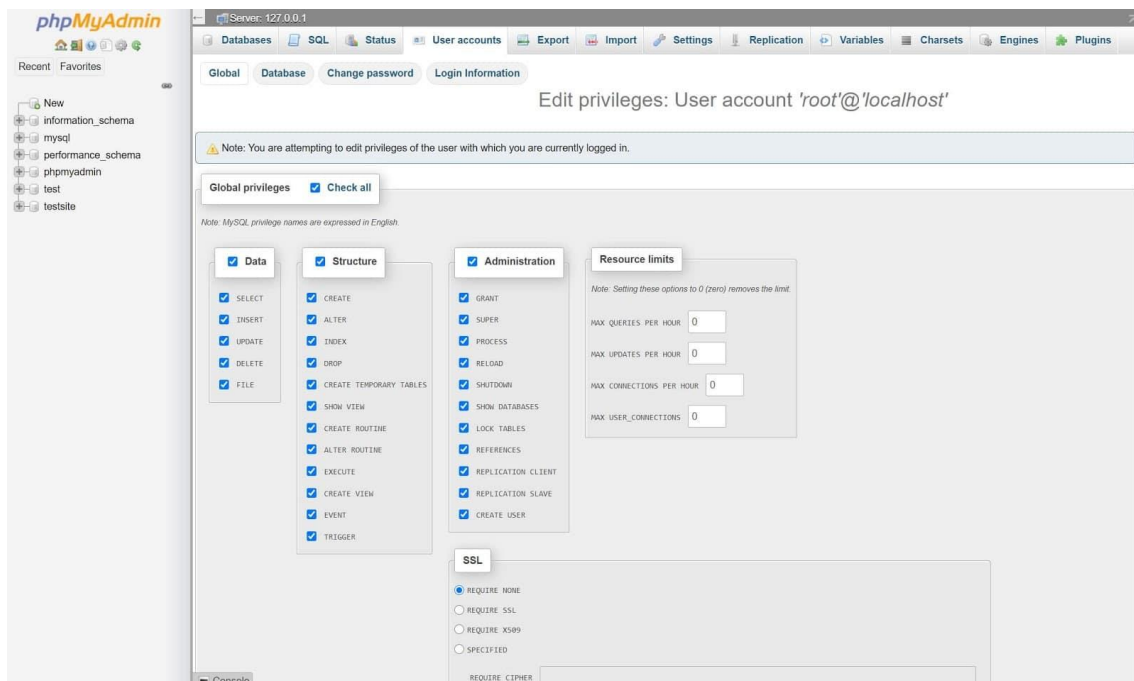 phpMyAdmin
Recent Favorites
New
information_schema
mysql
performance_schema
phpmyadmin
test
testsite
Server: 127.0.0.1
Databases SQL Status User accounts Export Import Settings Replication Variables Charsets Engines Plugins
Global Database Change password Login Information
Edit privileges: User account 'root'@'localhost'
Note: You are attempting to edit privileges of the user with which you are currently logged in.
Global privileges Check all
Note: MySQL privilege names are expressed in English.
Data
SELECT
INSERT
UPDATE
DELETE
FILE
Structure
CREATE
ALTER
INDEX
DROP
CREATE TEMPORARY TABLES
SHOW VIEW
CREATE ROUTINE
ALTER ROUTINE
EXECUTE
CREATE VIEW
EVENT
TRIGGER
Administration
GRANT
SUPER
PROCESS
RELOAD
SHUTDOWN
SHOW DATABASES
LOCK TABLES
REFERENCES
REPLICATION CLIENT
REPLICATION SLAVE
CREATE USER
Resource limits
Note: Setting these options to 0 (zero) removes the limit.
MAX QUERIES PER HOUR 0
MAX UPDATES PER HOUR 0
MAX CONNECTIONS PER HOUR 0
MAX USER_CONNECTIONS 0
SSL
REQUIRE NONE
REQUIRE SSL
REQUIRE X509
SPECIFIED
REQUIRE CIPHER
Console